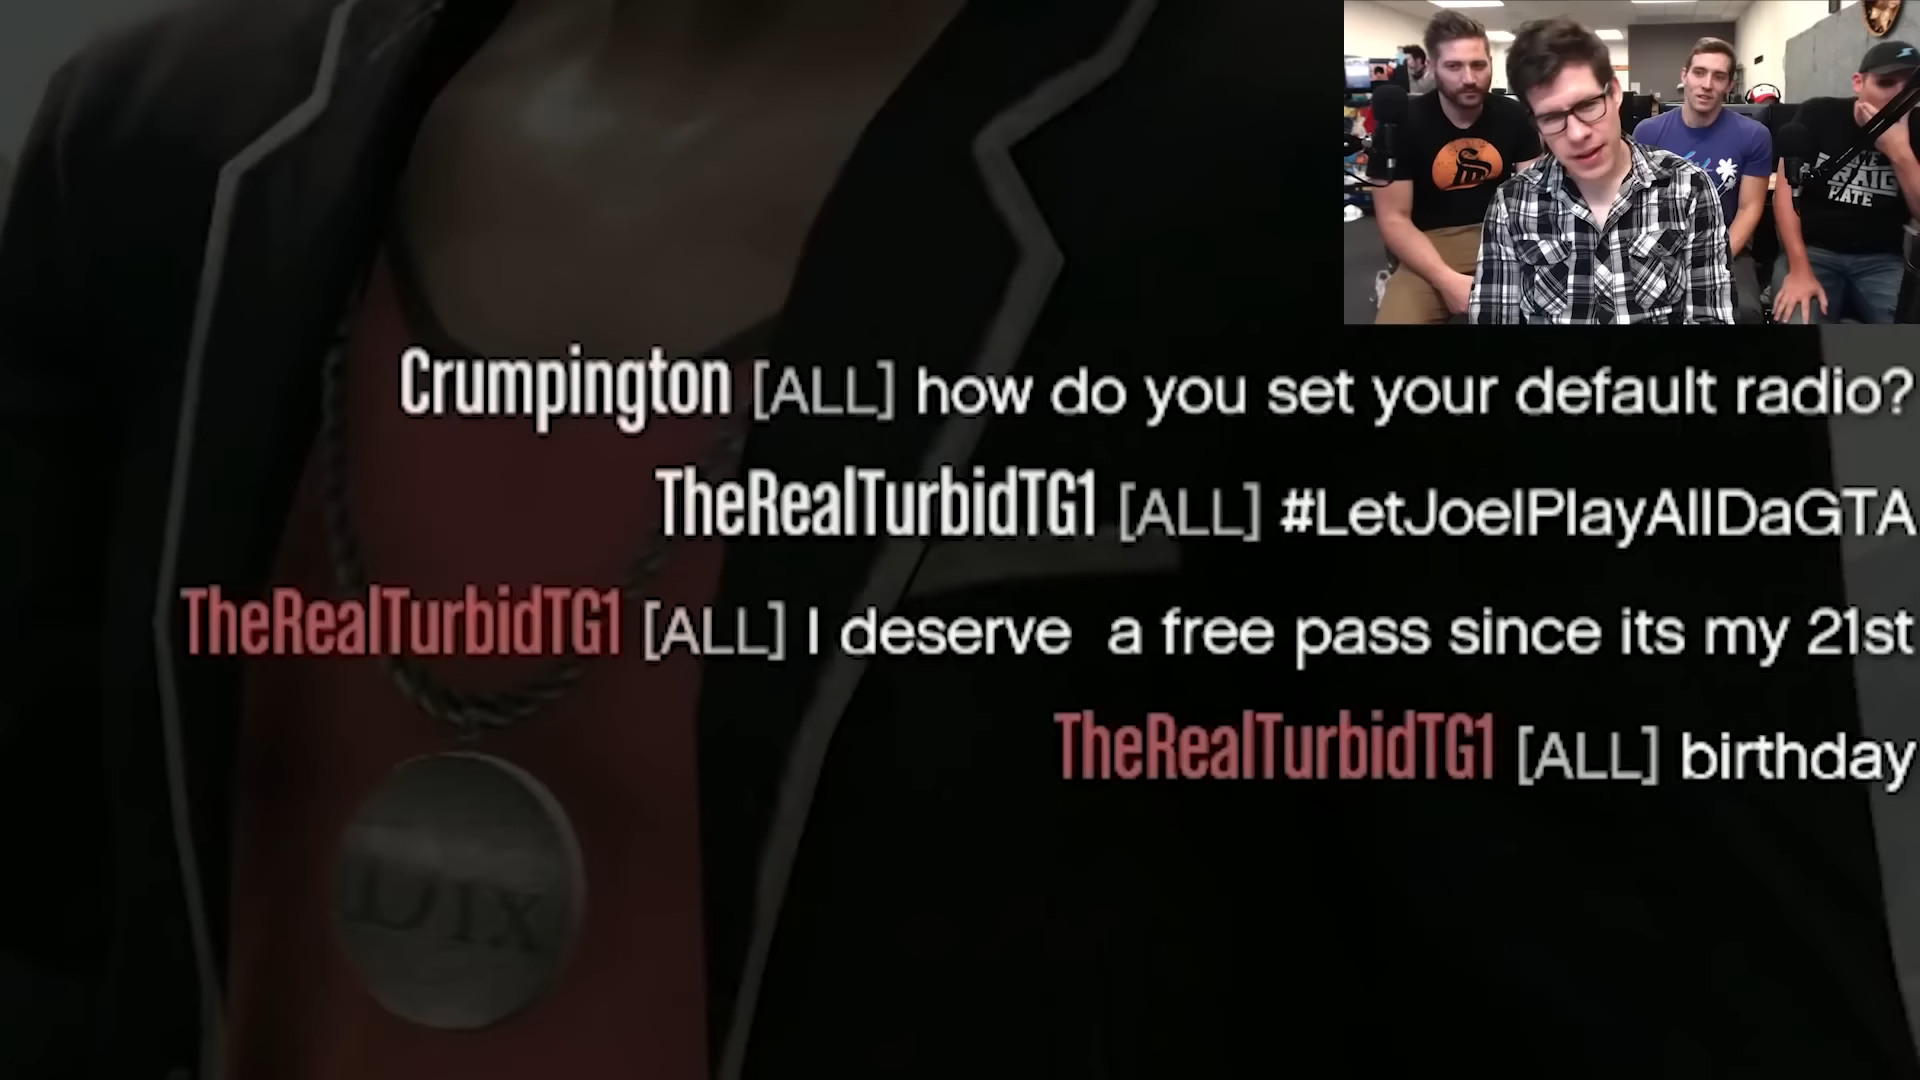 Crumpington [ALL] how do you set your default radio?
TheRealTurbidTG1 [ALL] #LetJoelPlayAllDaGTA
TheRealTurbidTG1 [ALL] I deserve  a free pass since its my 21st
TheRealTurbidTG1 [ALL] birthday
DIX